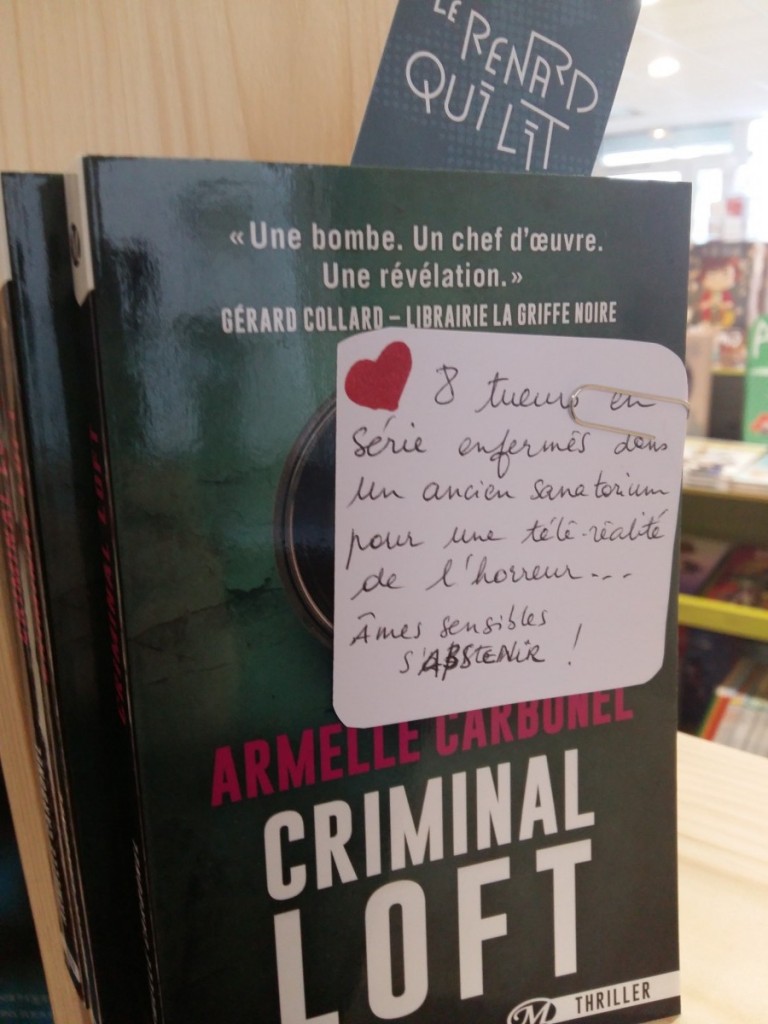 LE RENARD
QUI LIT
« Une bombe. Un chef d'œuvre.
Une révélation. »
GÉRARD COLLARD – LIBRAIRIE LA GRIFFE NOIRE
8 tueurs en
série enfermés dans
un ancien sanatorium
pour une télé-réalité
de l'horreur...
Âmes sensibles
s'ABSTENIR !
ARMELLE CARBONEL
CRIMINAL
LOFT
M THRILLER
CRIMINAL LOFT